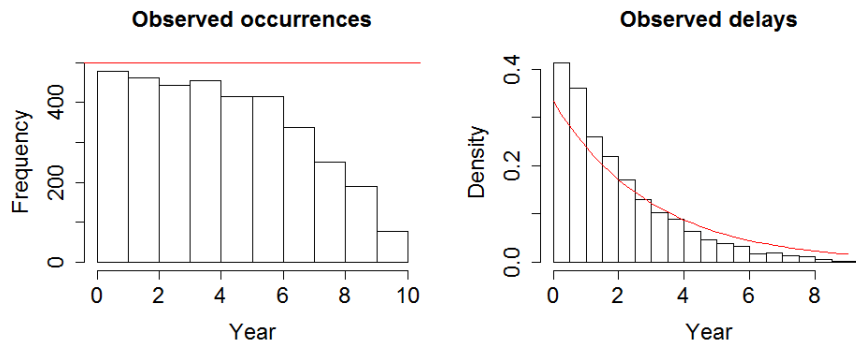 Observed occurrences
Frequency
400
200
0
0 2 4 6 8 10
Year
Observed delays
Density
0.4
0.2
0.0
0 2 4 6 8
Year